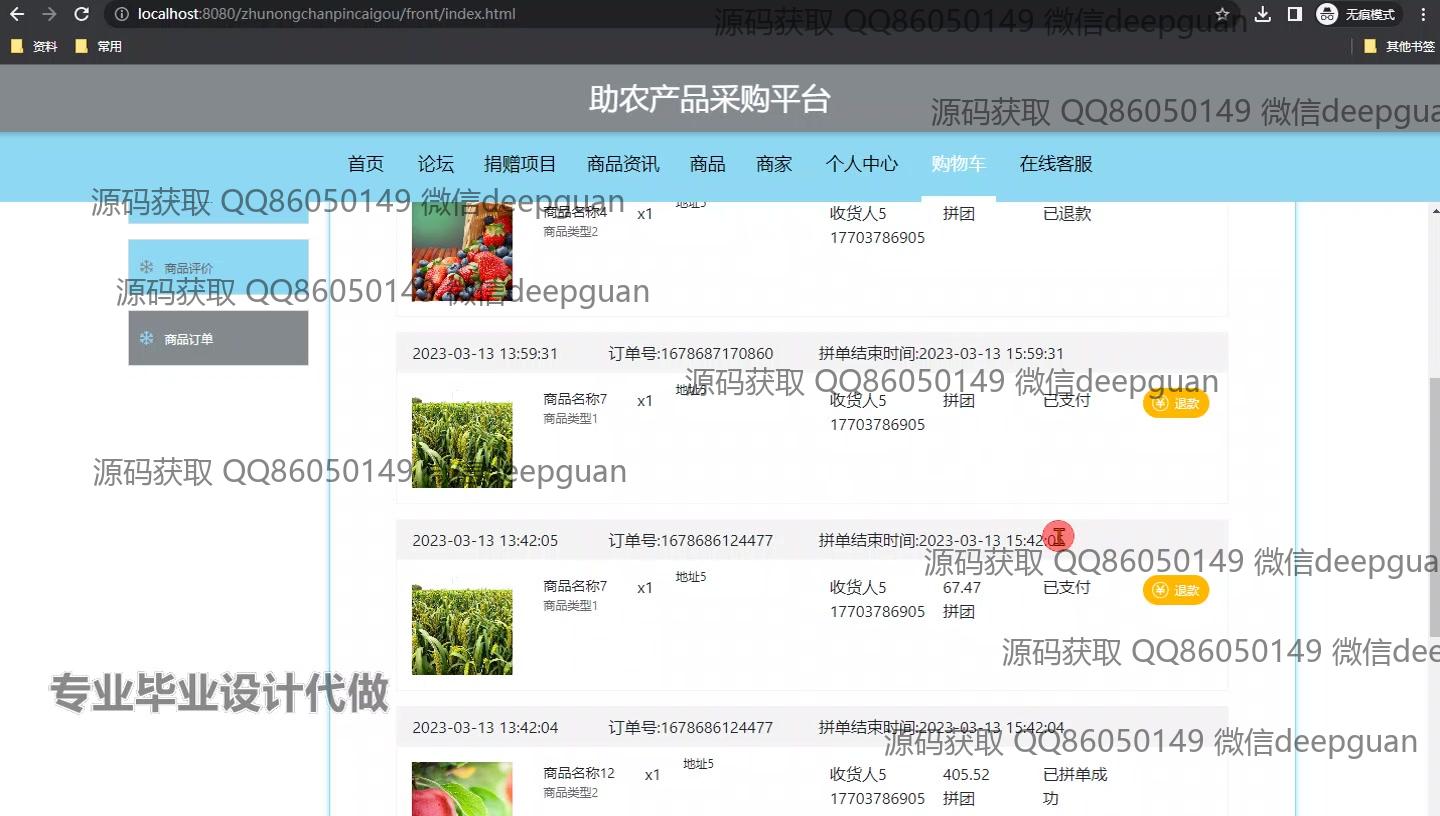 localhost:8080/zhunongchanpincaigou/front/index.html
无痕模式
资料
常用
其他书签
源码获取 QQ86050149 微信deepguan
助农产品采购平台
源码获取 QQ86050149 微信deepgua
首页 论坛 捐赠项目 商品资讯 商品 商家 个人中心 购物车 在线客服
源码获取 QQ86050149 微信deepguan
商品名称4 x1 地址5 收货人5 拼团 已退款
商品类型2 17703786905
商品评价
源码获取 QQ86050149 微信deepguan
商品订单
2023-03-13 13:59:31 订单号:1678687170860 拼单结束时间:2023-03-13 15:59:31
源码获取 QQ86050149 微信deepguan
商品名称7 x1 地址5 收货人5 拼团 已支付 退款
商品类型1 17703786905
源码获取 QQ86050149 微信deepguan
2023-03-13 13:42:05 订单号:1678686124477 拼单结束时间:2023-03-13 15:42:05
源码获取 QQ86050149 微信deepgua
商品名称7 x1 地址5 收货人5 67.47 已支付 退款
商品类型1 17703786905 拼团
源码获取 QQ86050149 微信dee
专业毕业设计代做
2023-03-13 13:42:04 订单号:1678686124477 拼单结束时间:2023-03-13 15:42:04
源码获取 QQ86050149 微信deepguan
商品名称12 x1 地址5 收货人5 405.52 已拼单成
商品类型2 17703786905 拼团 功